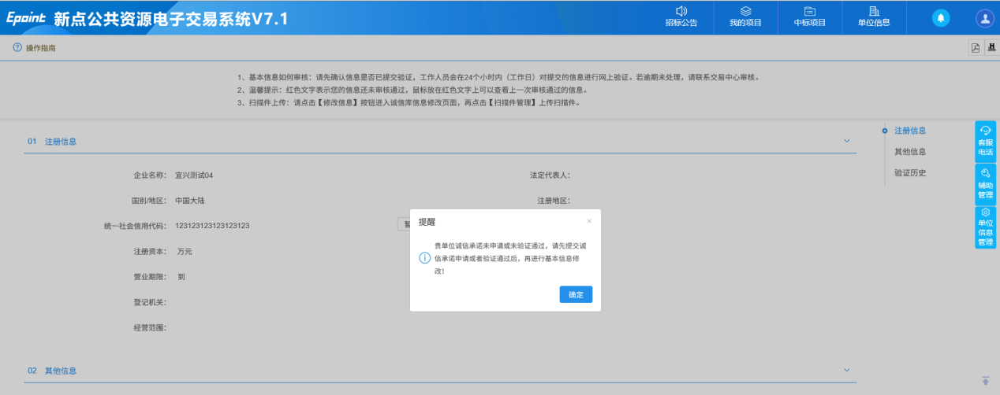 Epoint 新点公共资源电子交易系统V7.1
招标公告 我的项目 中标项目 单位信息
操作指南
1、基本信息如何审核：请先确认信息是否已提交验证，工作人员会在24个小时内（工作日）对提交的信息进行网上验证。若逾期未处理，请联系交易中心审核。
2、温馨提示：红色文字表示您的信息还未审核通过，鼠标放在红色文字上可以查看上一次审核通过的信息。
3、扫描件上传：请点击【修改信息】按钮进入诚信库信息修改页面，再点击【扫描件管理】上传扫描件。
01 注册信息
注册信息
其他信息
验证历史
客服
电话
辅助
管理
单位
信息
管理
企业名称： 宜兴测试04 法定代表人：
国别/地区： 中国大陆 注册地区：
统一社会信用代码： 123123123123123123
注册资本： 万元
营业期限： 到
登记机关：
经营范围：
提醒
贵单位诚信承诺未申请或未验证通过，请先提交诚
信承诺申请或者验证通过后，再进行基本信息修
改！
确定
02 其他信息